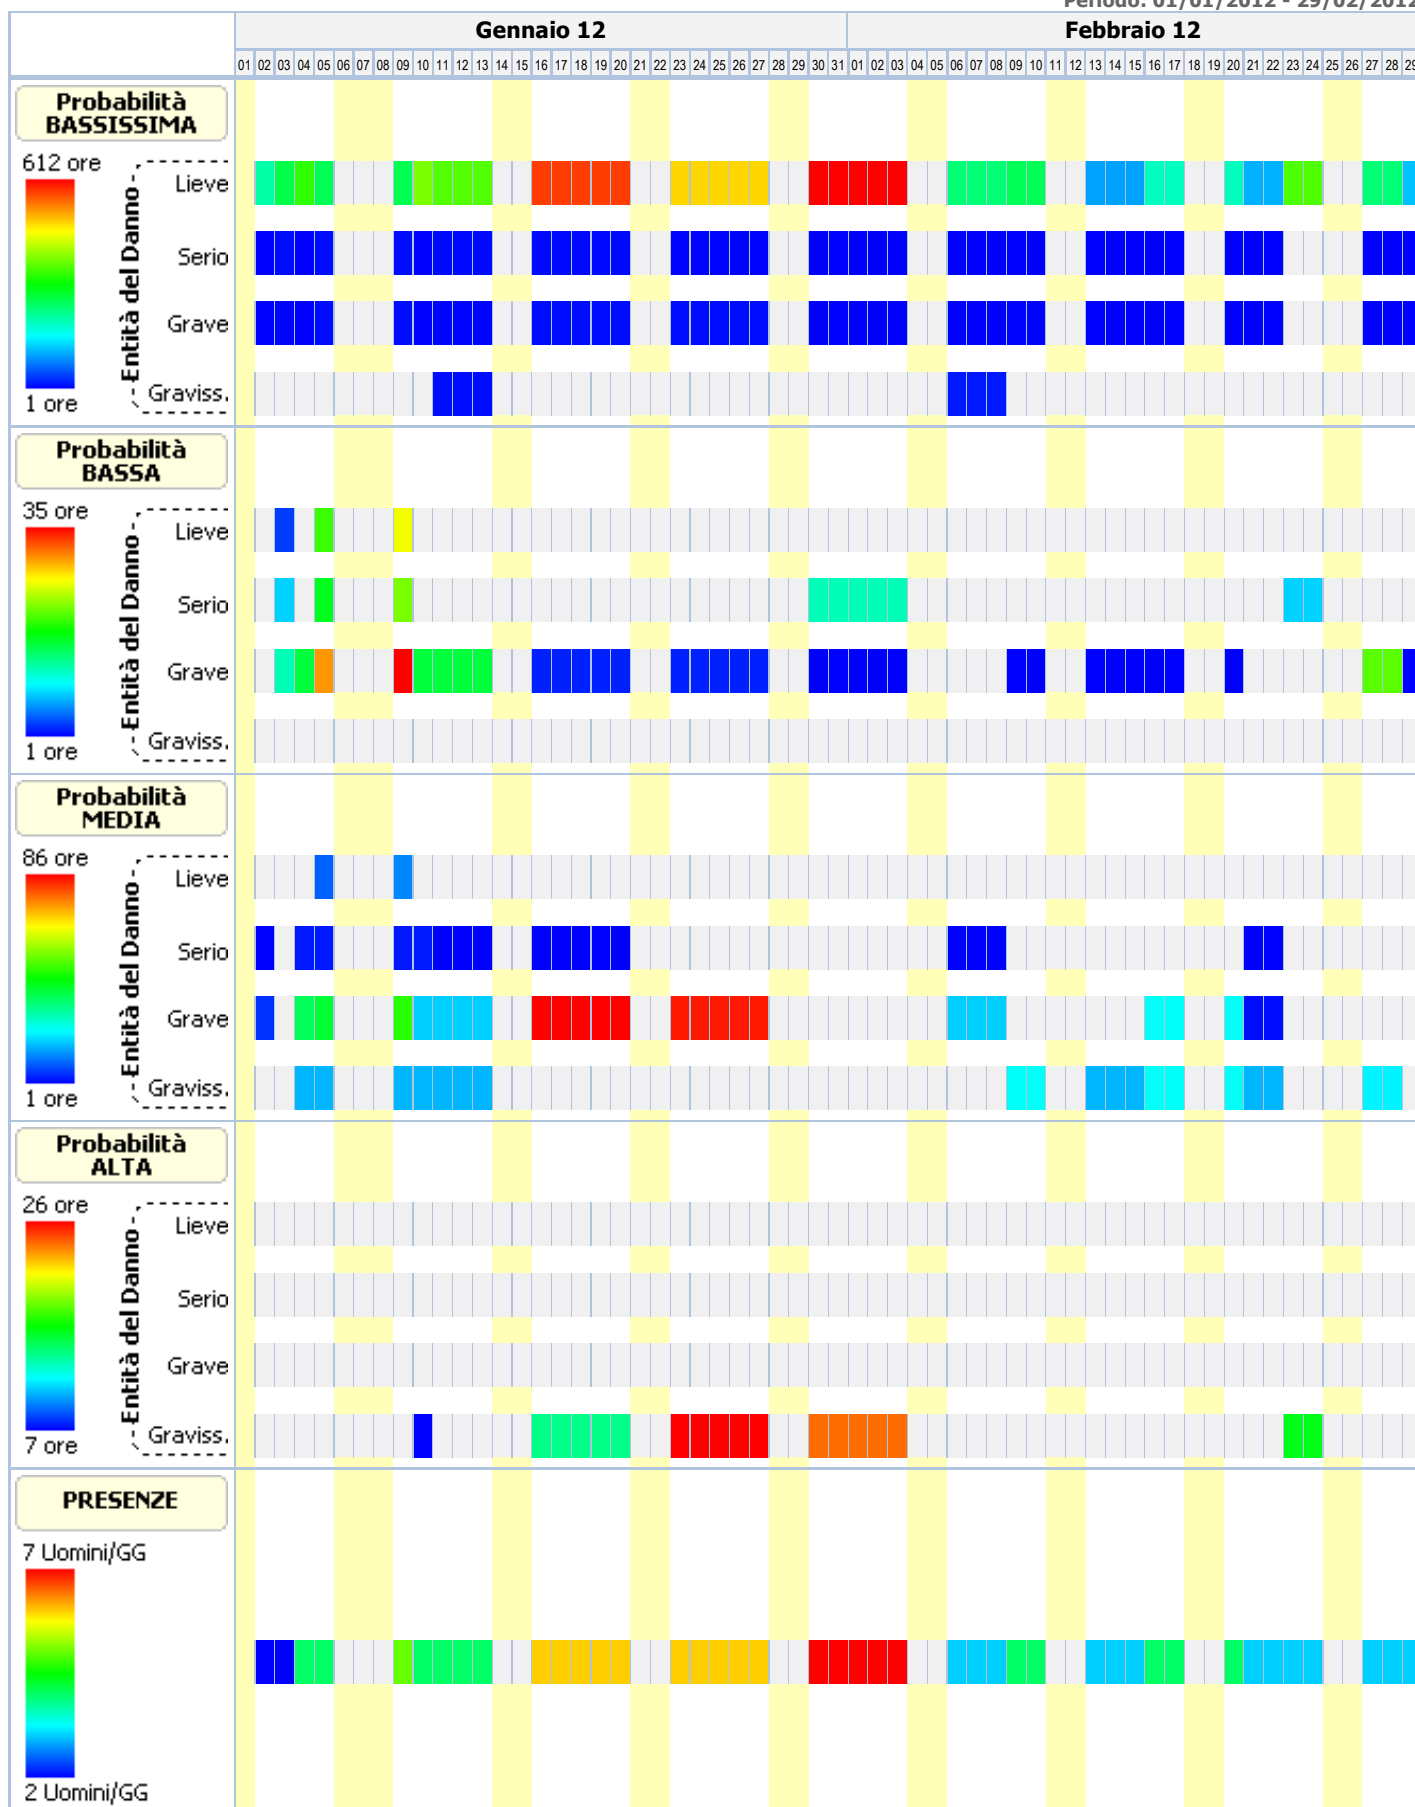 Periodo: 01/01/2012 - 29/02/2012
Gennaio 12 Febbraio 12
01 02 03 04 05 06 07 08 09 10 11 12 13 14 15 16 17 18 19 20 21 22 23 24 25 26 27 28 29 30 31 01 02 03 04 05 06 07 08 09 10 11 12 13 14 15 16 17 18 19 20 21 22 23 24 25 26 27 28 29
Probabilità
BASSISSIMA
612 ore
Entità del Danno
Lieve
Serio
Grave
Graviss.
1 ore
Probabilità
BASSA
35 ore
Entità del Danno
Lieve
Serio
Grave
Graviss.
1 ore
Probabilità
MEDIA
86 ore
Entità del Danno
Lieve
Serio
Grave
Graviss.
1 ore
Probabilità
ALTA
26 ore
Entità del Danno
Lieve
Serio
Grave
Graviss.
7 ore
PRESENZE
7 Uomini/GG
2 Uomini/GG